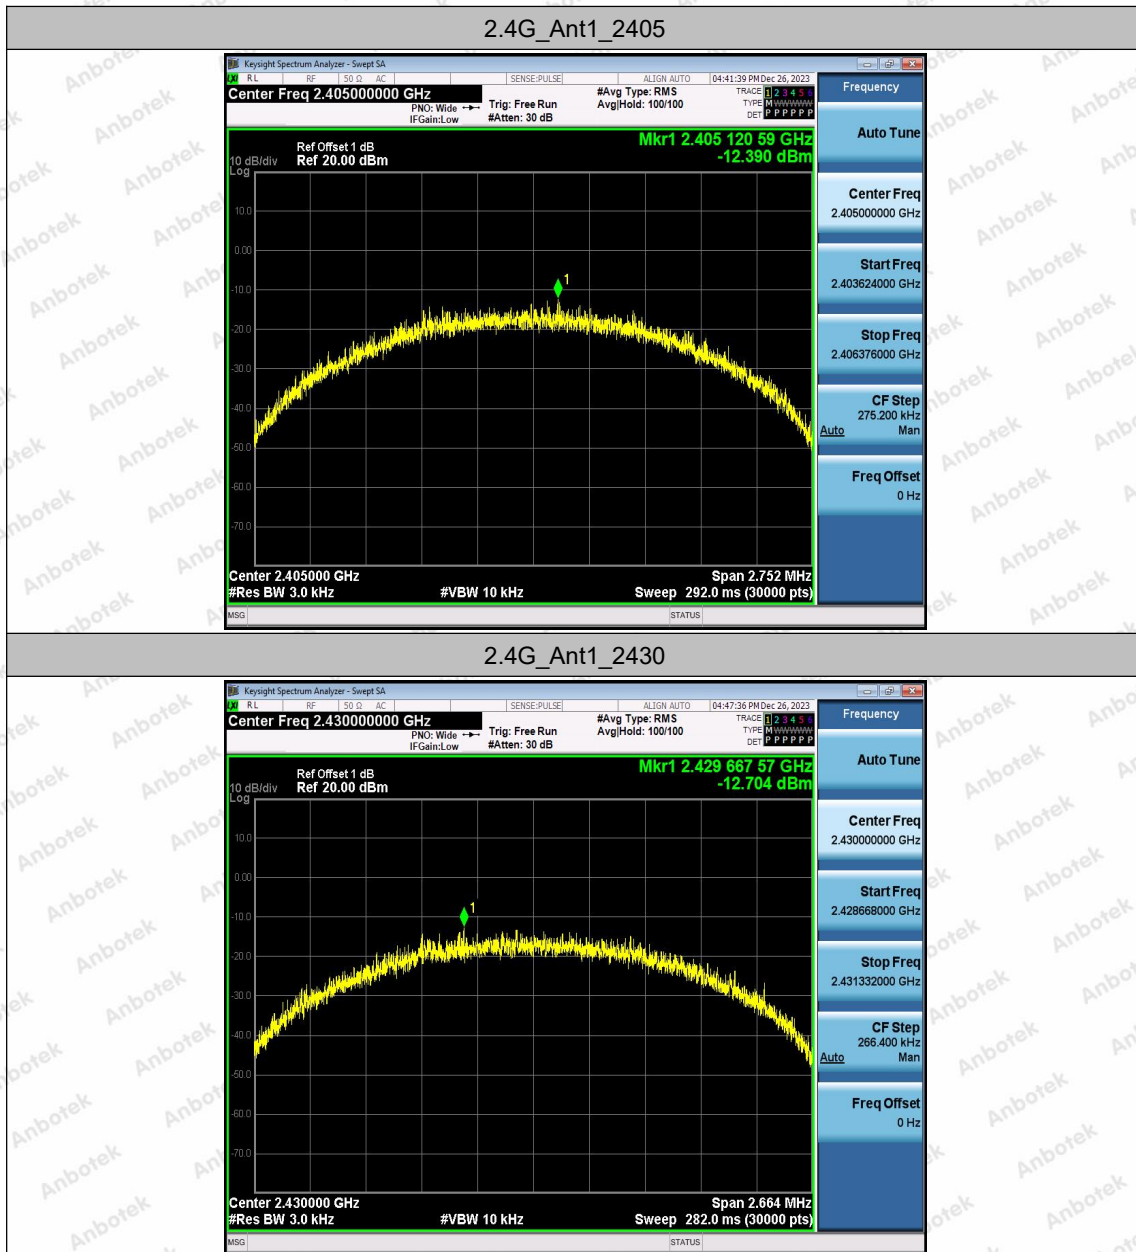 2.4G_Ant1_2405
Keysight Spectrum Analyzer - Swept SA
LXI RL RF 50 Ω AC SENSE:PULSE ALIGN AUTO 04:41:39 PM Dec 26, 2023
Center Freq 2.405000000 GHz
PNO: Wide
IFGain:Low
Trig: Free Run
#Atten: 30 dB
#Avg Type: RMS
Avg|Hold: 100/100
TRACE 1 2 3 4 5 6
TYPE M W W W W W
DET P P P P P P
Frequency
Auto Tune
Center Freq
2.405000000 GHz
Start Freq
2.403624000 GHz
Stop Freq
2.406376000 GHz
CF Step
275.200 kHz
Auto Man
Freq Offset
0 Hz
Mkr1 2.405 120 59 GHz
-12.390 dBm
Ref Offset 1 dB
10 dB/div Ref 20.00 dBm
Log
10.0
0.00
-10.0
-20.0
-30.0
-40.0
-50.0
-60.0
-70.0
1
Center 2.405000 GHz Span 2.752 MHz
#Res BW 3.0 kHz #VBW 10 kHz Sweep 292.0 ms (30000 pts)
MSG STATUS
2.4G_Ant1_2430
Keysight Spectrum Analyzer - Swept SA
LXI RL RF 50 Ω AC SENSE:PULSE ALIGN AUTO 04:47:36 PM Dec 26, 2023
Center Freq 2.430000000 GHz
PNO: Wide
IFGain:Low
Trig: Free Run
#Atten: 30 dB
#Avg Type: RMS
Avg|Hold: 100/100
TRACE 1 2 3 4 5 6
TYPE M W W W W W
DET P P P P P P
Frequency
Auto Tune
Center Freq
2.430000000 GHz
Start Freq
2.428668000 GHz
Stop Freq
2.431332000 GHz
CF Step
266.400 kHz
Auto Man
Freq Offset
0 Hz
Mkr1 2.429 667 57 GHz
-12.704 dBm
Ref Offset 1 dB
10 dB/div Ref 20.00 dBm
Log
10.0
0.00
-10.0
-20.0
-30.0
-40.0
-50.0
-60.0
-70.0
1
Center 2.430000 GHz Span 2.664 MHz
#Res BW 3.0 kHz #VBW 10 kHz Sweep 282.0 ms (30000 pts)
MSG STATUS
Anbotek